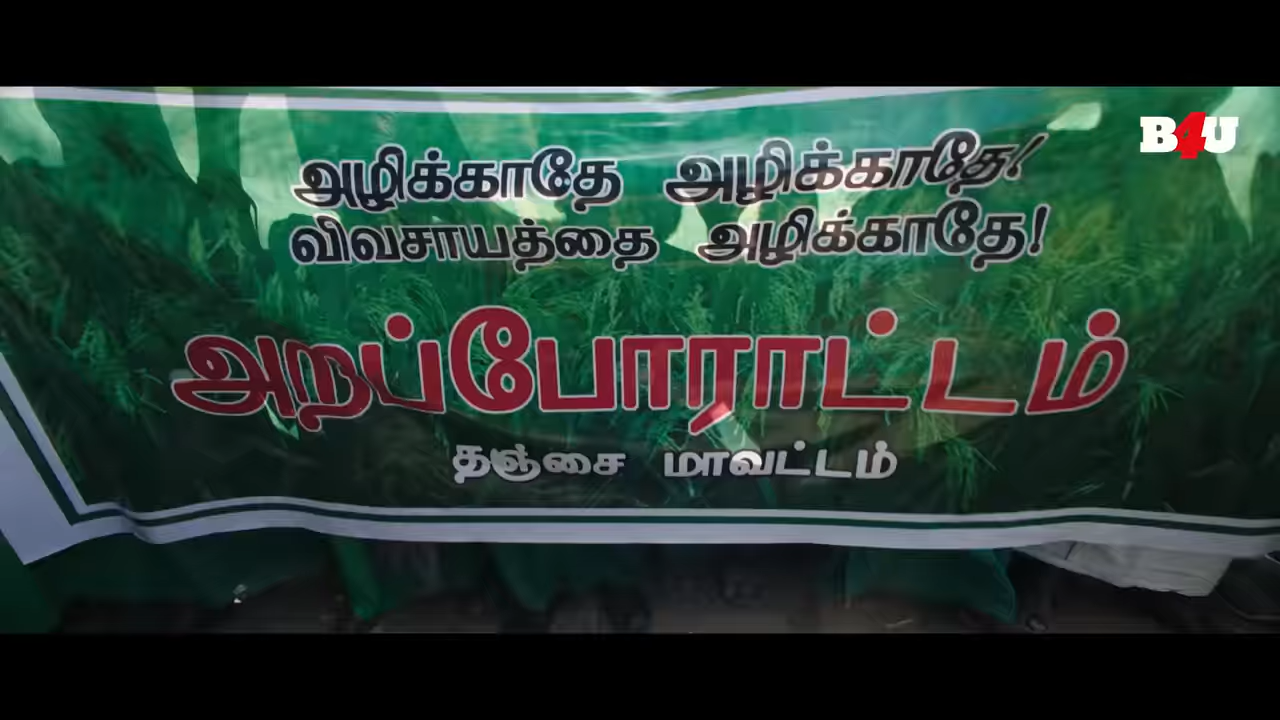 B4U
அழிக்காதே அழிக்காதே!
விவசாயத்தை அழிக்காதே!
அறப்போராட்டம்
தஞ்சை மாவட்டம்